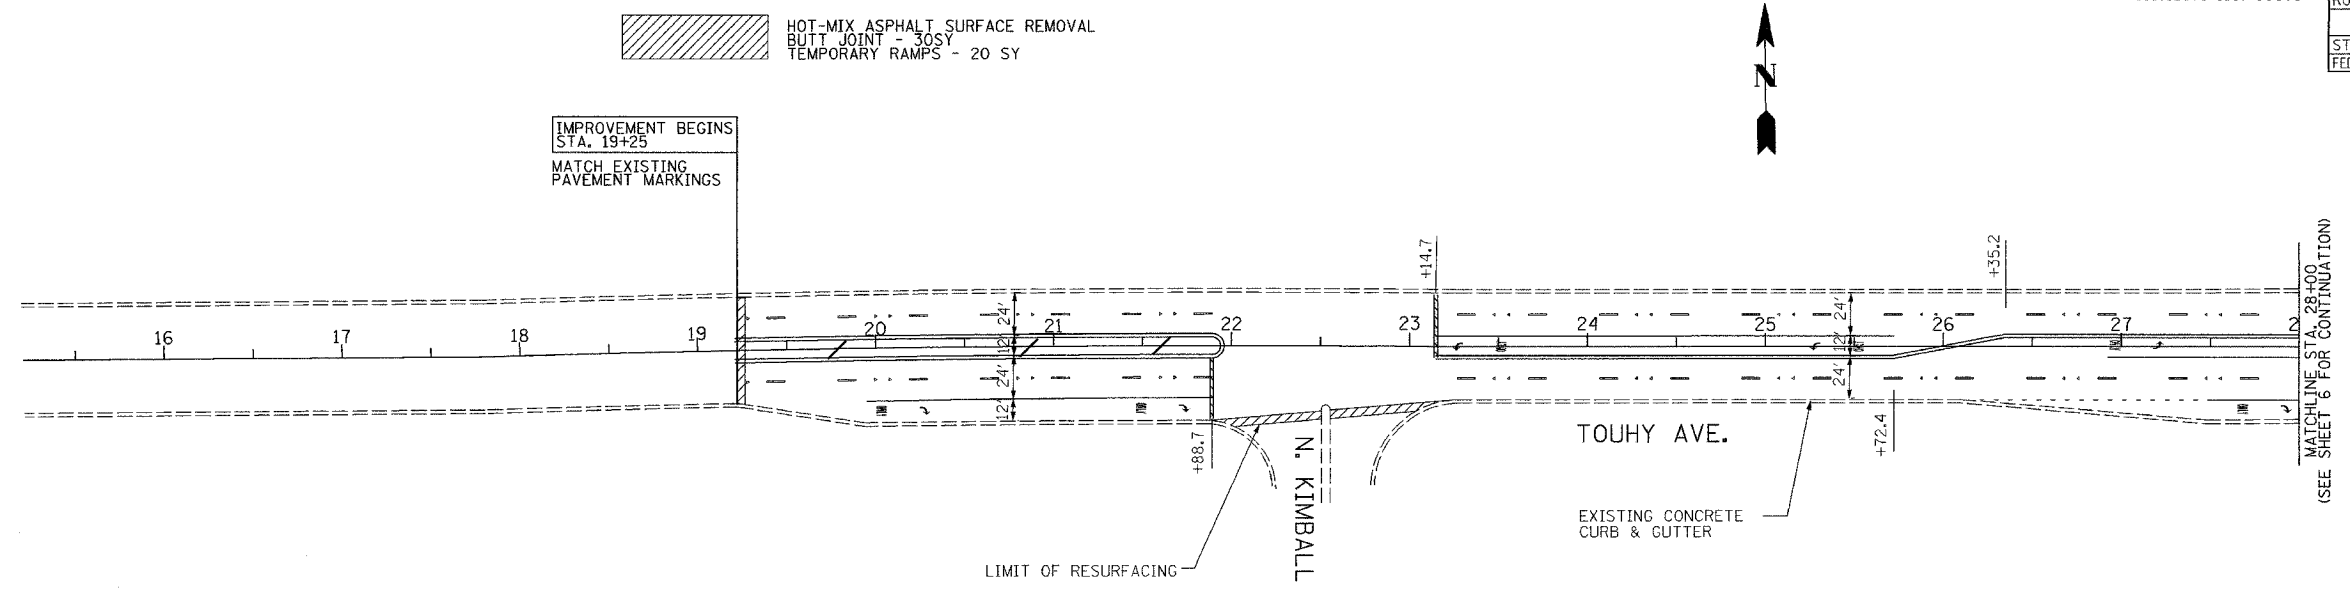 HOT-MIX ASPHALT SURFACE REMOVAL
BUTT JOINT - 30SY
TEMPORARY RAMPS - 20 SY
N
ST
FED
IMPROVEMENT BEGINS
STA. 19+25
MATCH EXISTING
PAVEMENT MARKINGS
+14.7
+35.2
16
17
18
19
20
21
22
23
24
25
26
27
2
24'
12'
24'
12'
24'
12'
24'
+88.7
+72.4
N. KIMBALL
TOUHY AVE.
LIMIT OF RESURFACING
EXISTING CONCRETE
CURB & GUTTER
MATCHLINE STA. 28+00
(SEE SHEET 6 FOR CONTINUATION)